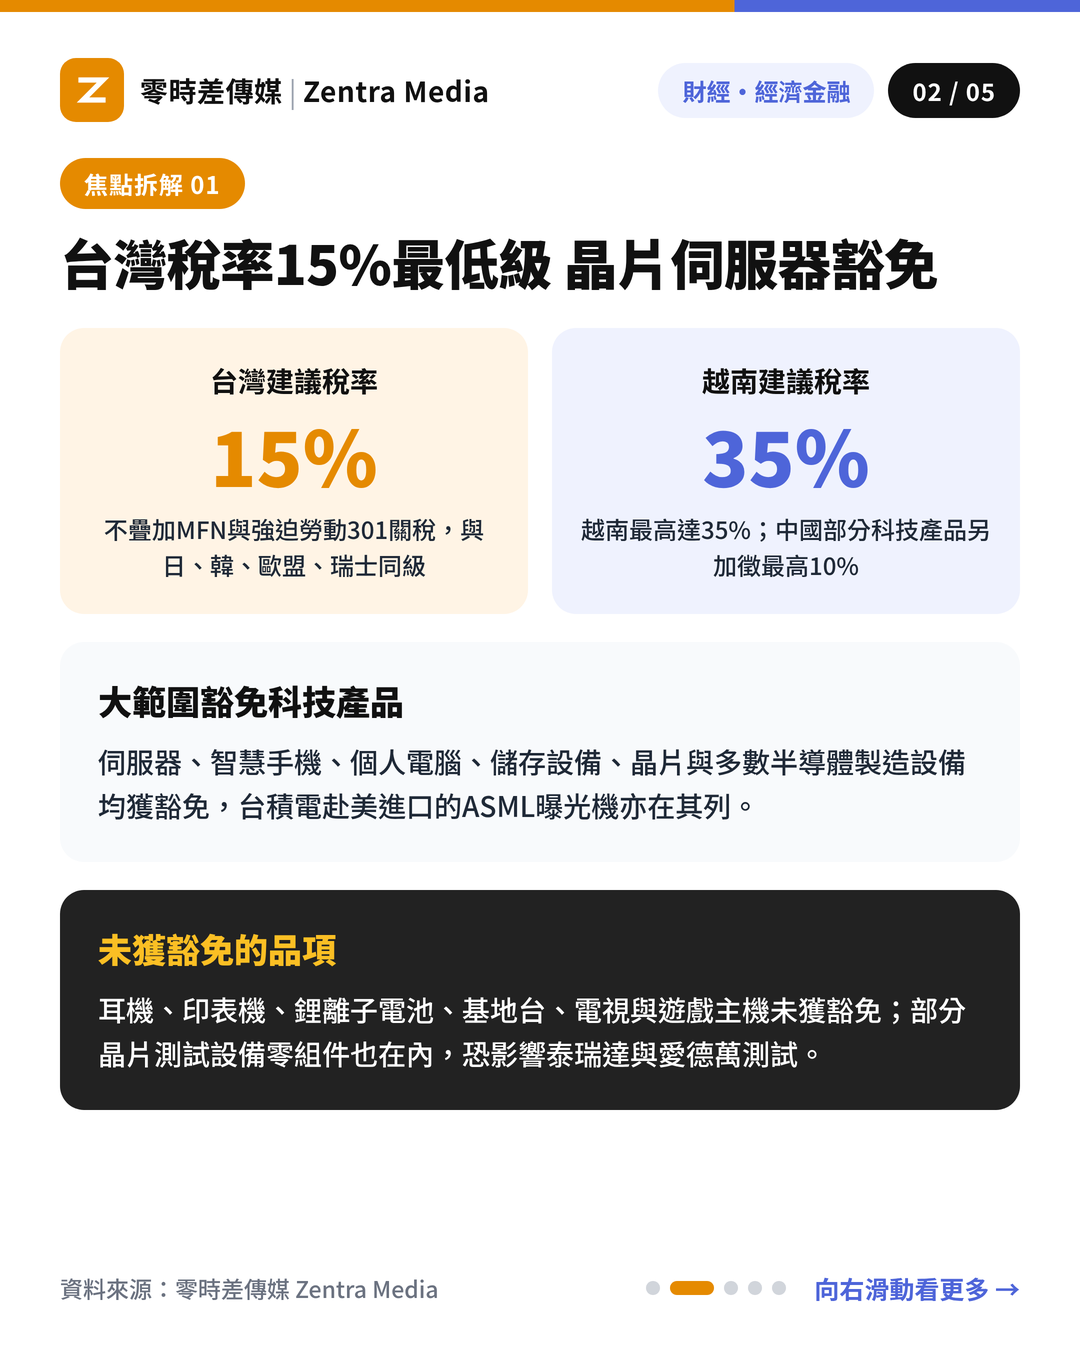 零時差傳媒 | Zentra Media
財經・經濟金融
02 / 05
焦點拆解 01
台灣稅率15%最低級 晶片伺服器豁免
台灣建議稅率
15%
不疊加MFN與強迫勞動301關稅，與
日、韓、歐盟、瑞士同級
越南建議稅率
35%
越南最高達35%；中國部分科技產品另
加徵最高10%
大範圍豁免科技產品
伺服器、智慧手機、個人電腦、儲存設備、晶片與多數半導體製造設備
均獲豁免，台積電赴美進口的ASML曝光機亦在其列。
未獲豁免的品項
耳機、印表機、鋰離子電池、基地台、電視與遊戲主機未獲豁免；部分
晶片測試設備零組件也在內，恐影響泰瑞達與愛德萬測試。
資料來源：零時差傳媒 Zentra Media
向右滑動看更多 →